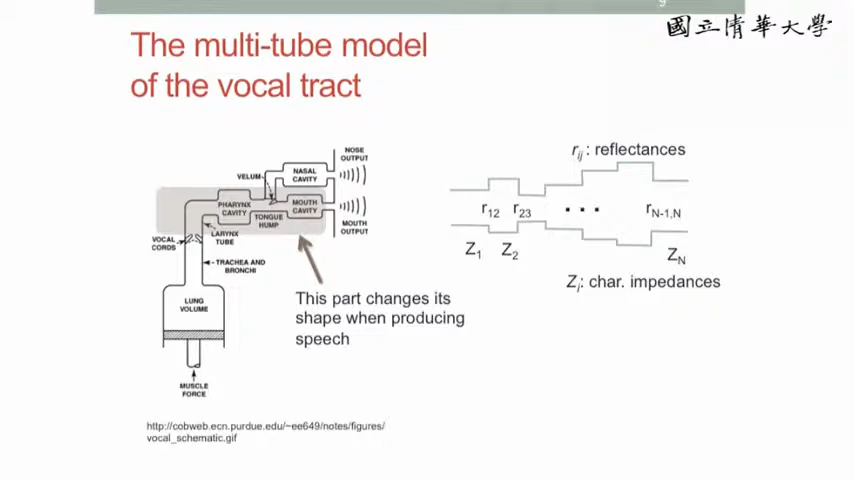 9
國立清華大學
The multi-tube model
of the vocal tract
NOSE
OUTPUT
NASAL
CAVITY
VELUM
PHARYNX
CAVITY
MOUTH
CAVITY
TONGUE
HUMP
MOUTH
OUTPUT
LARYNX
TUBE
VOCAL
CORDS
TRACHEA AND
BRONCHI
LUNG
VOLUME
MUSCLE
FORCE
This part changes its
shape when producing
speech
http://cobweb.ecn.purdue.edu/~ee649/notes/figures/
vocal_schematic.gif
rij : reflectances
r12 r23 ... rN-1,N
Z1 Z2 ZN
Zi: char. impedances